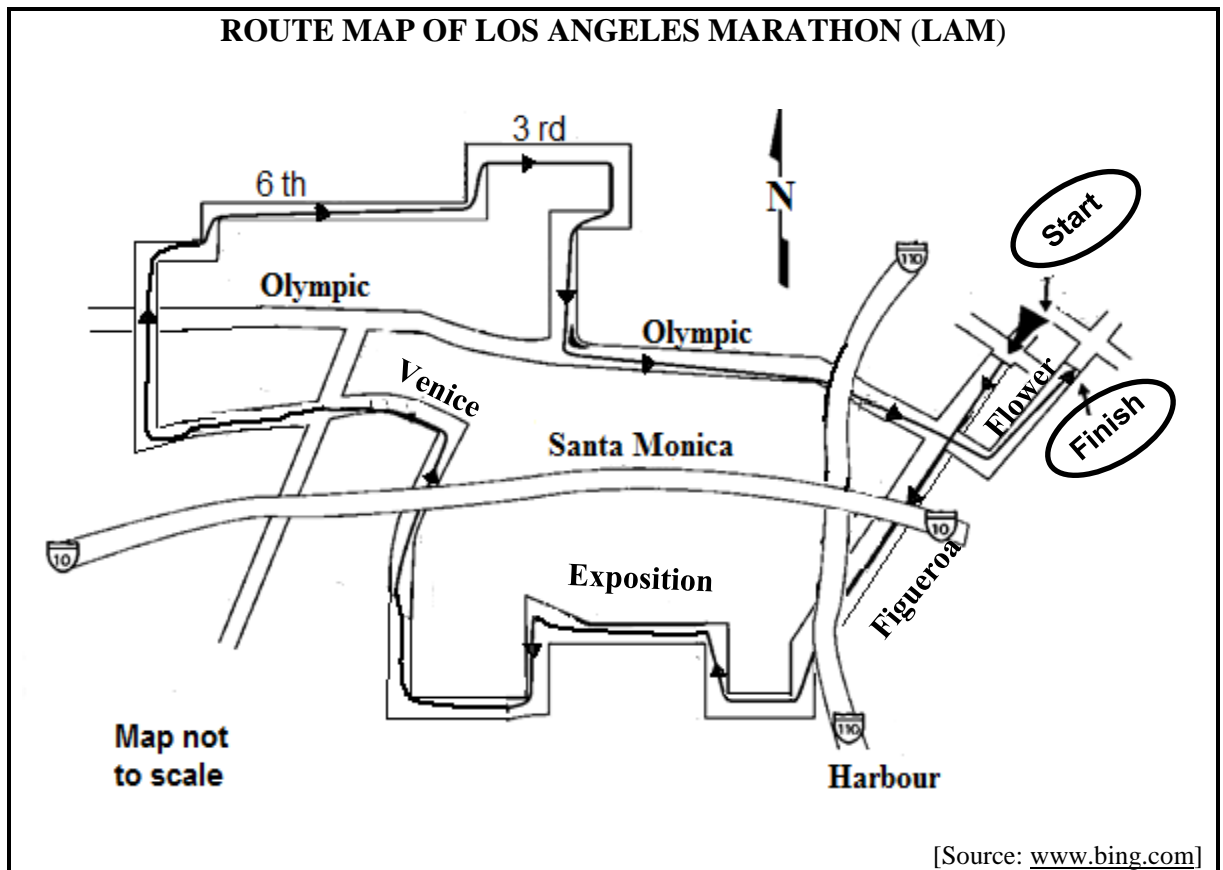 ROUTE MAP OF LOS ANGELES MARATHON (LAM)
3 rd
6 th
N
Start
110
Olympic
Olympic
Venice
Flower
Finish
Santa Monica
10
10
Exposition
Figueroa
110
Map not
to scale
Harbour
[Source: www.bing.com]